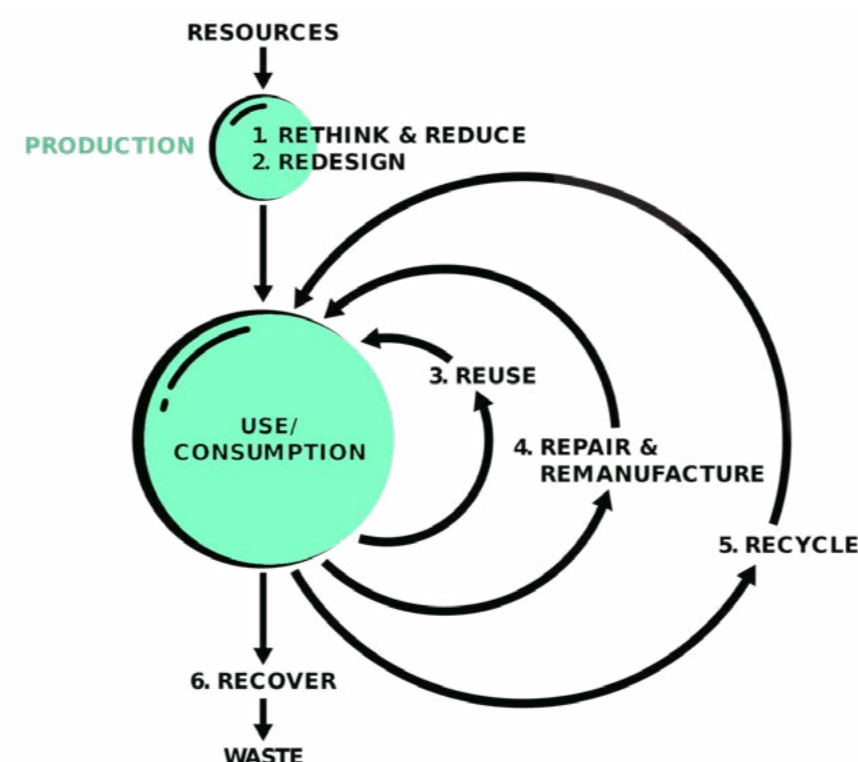 RESOURCES
PRODUCTION
1. RETHINK & REDUCE
2. REDESIGN
3. REUSE
USE/
CONSUMPTION
4. REPAIR &
REMANUFACTURE
5. RECYCLE
6. RECOVER
WASTE